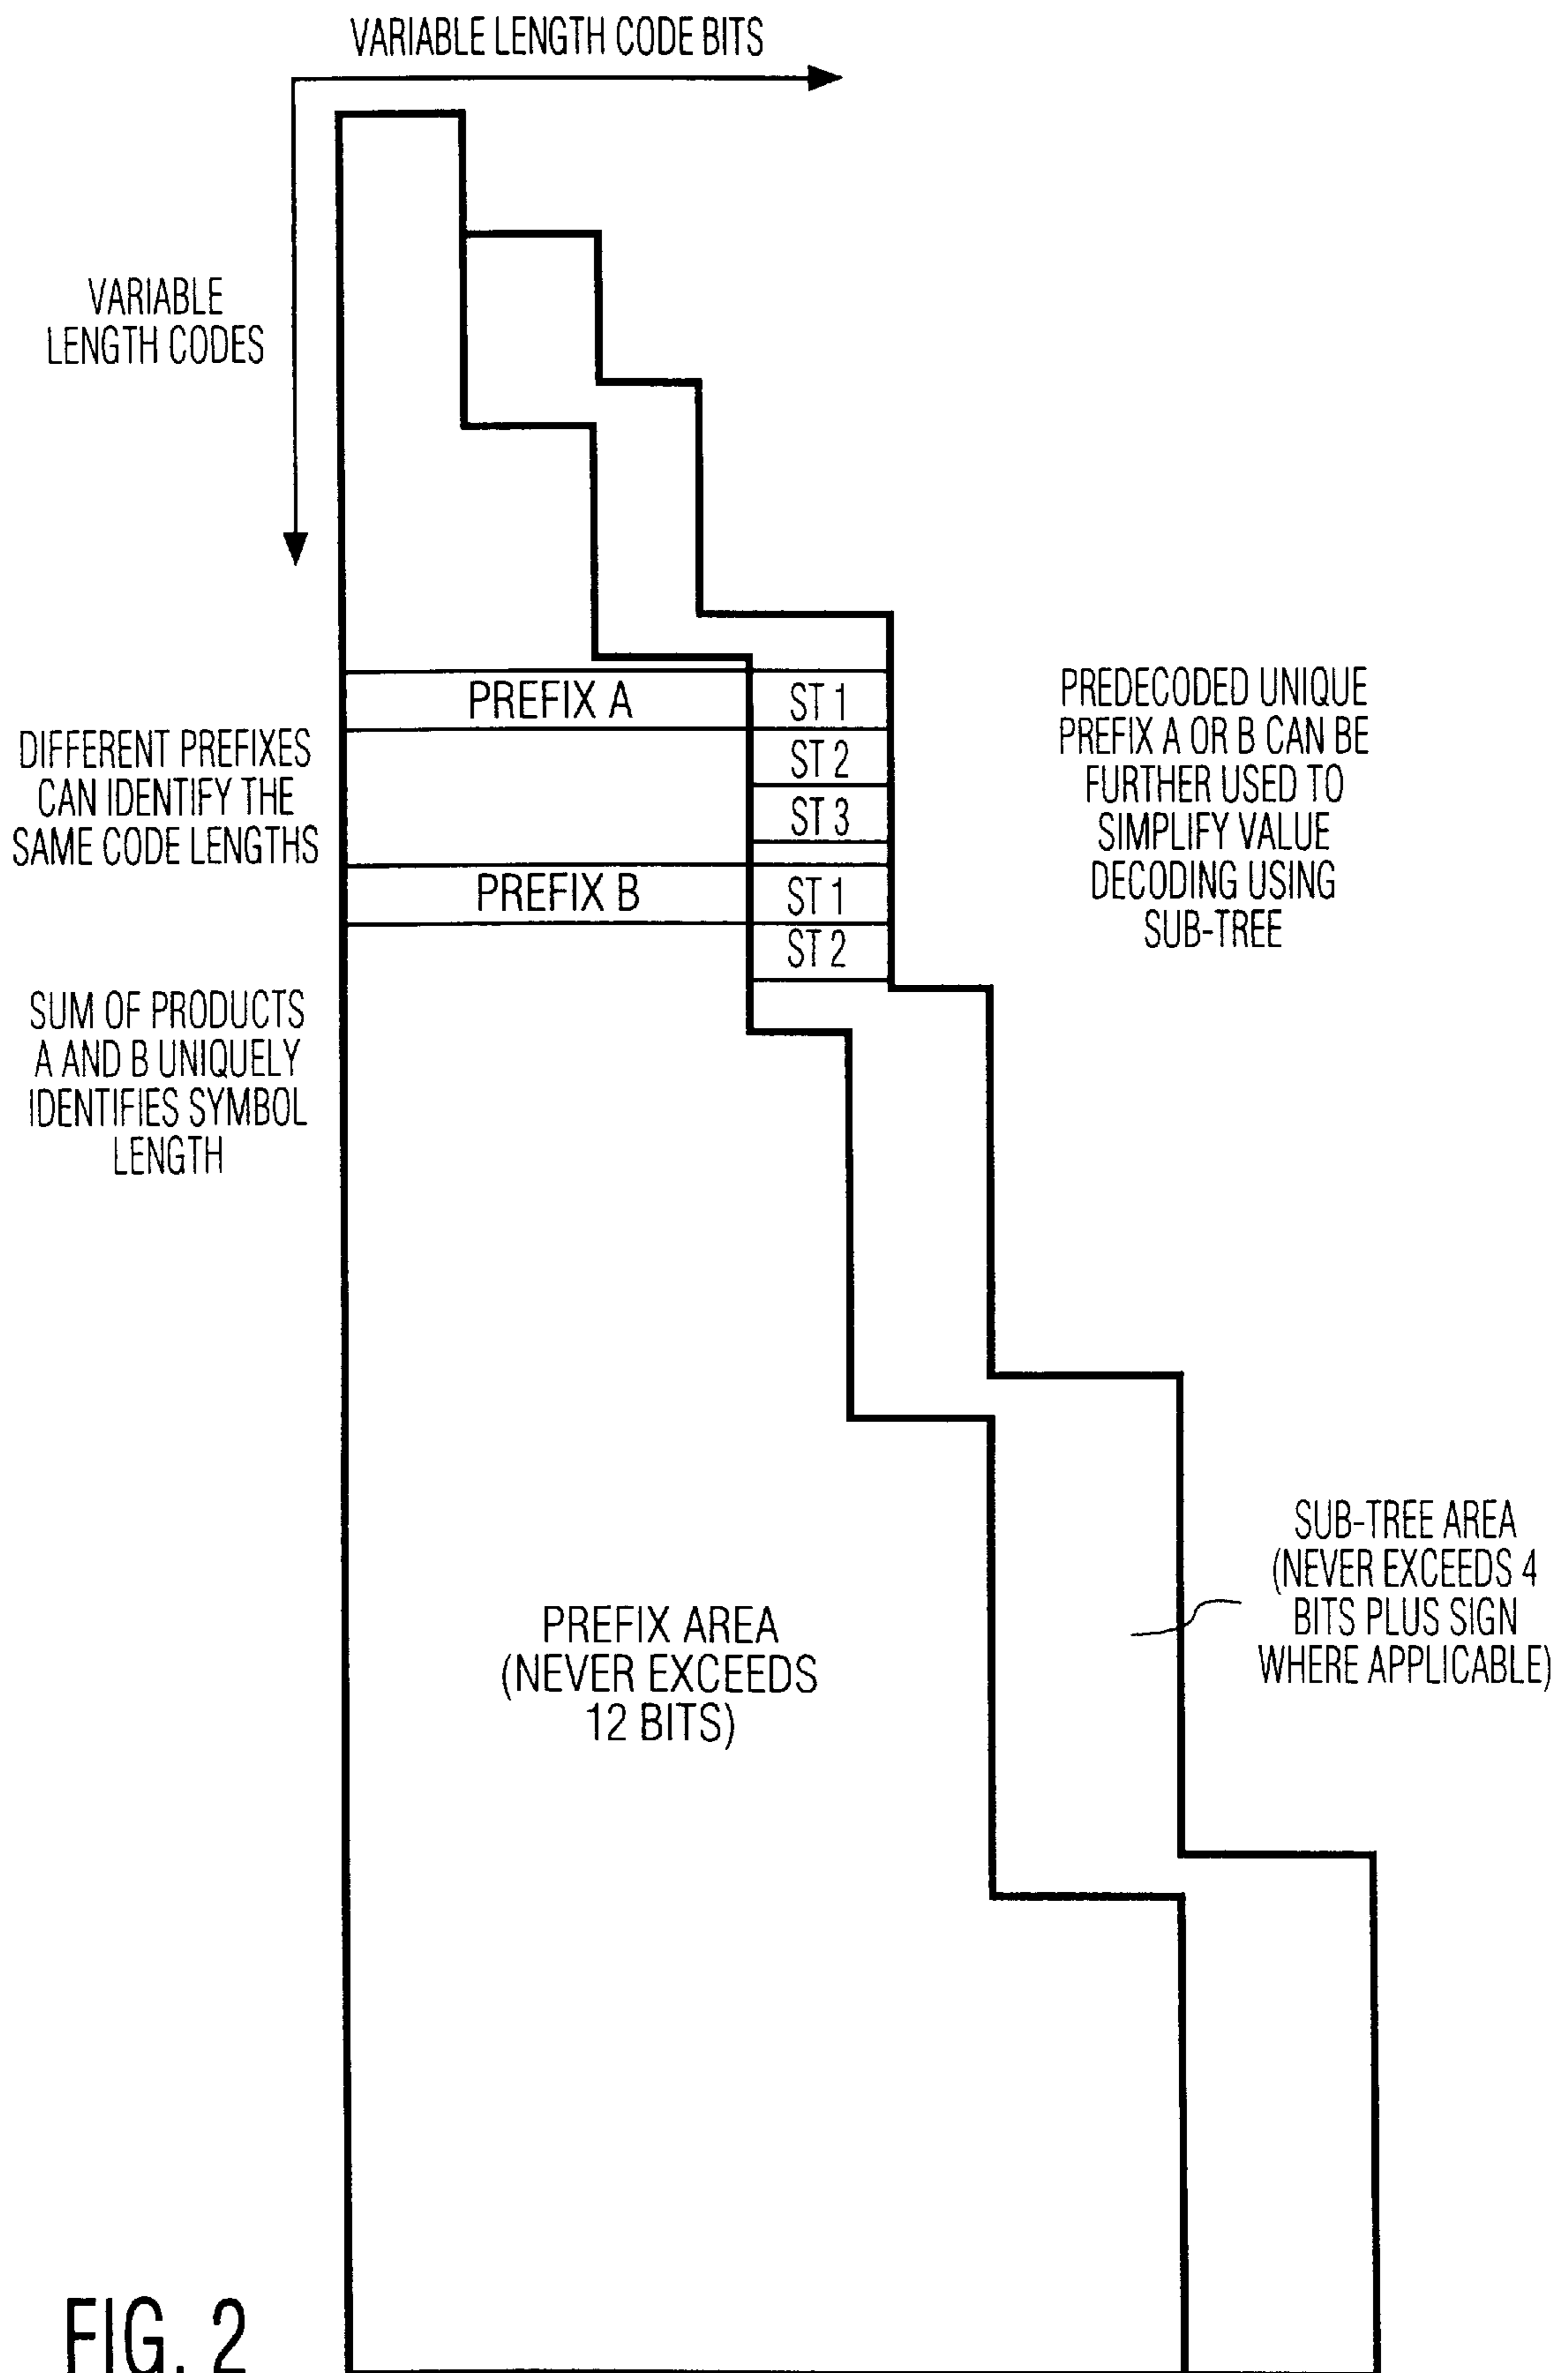 VARIABLE LENGTH CODE BITS
VARIABLE
LENGTH CODES
PREFIX A
ST 1
ST 2
ST 3
PREFIX B
ST 1
ST 2
DIFFERENT PREFIXES
CAN IDENTIFY THE
SAME CODE LENGTHS
PREDECODED UNIQUE
PREFIX A OR B CAN BE
FURTHER USED TO
SIMPLIFY VALUE
DECODING USING
SUB-TREE
SUM OF PRODUCTS
A AND B UNIQUELY
IDENTIFIES SYMBOL
LENGTH
SUB-TREE AREA
(NEVER EXCEEDS 4
BITS PLUS SIGN
WHERE APPLICABLE)
PREFIX AREA
(NEVER EXCEEDS
12 BITS)
FIG. 2